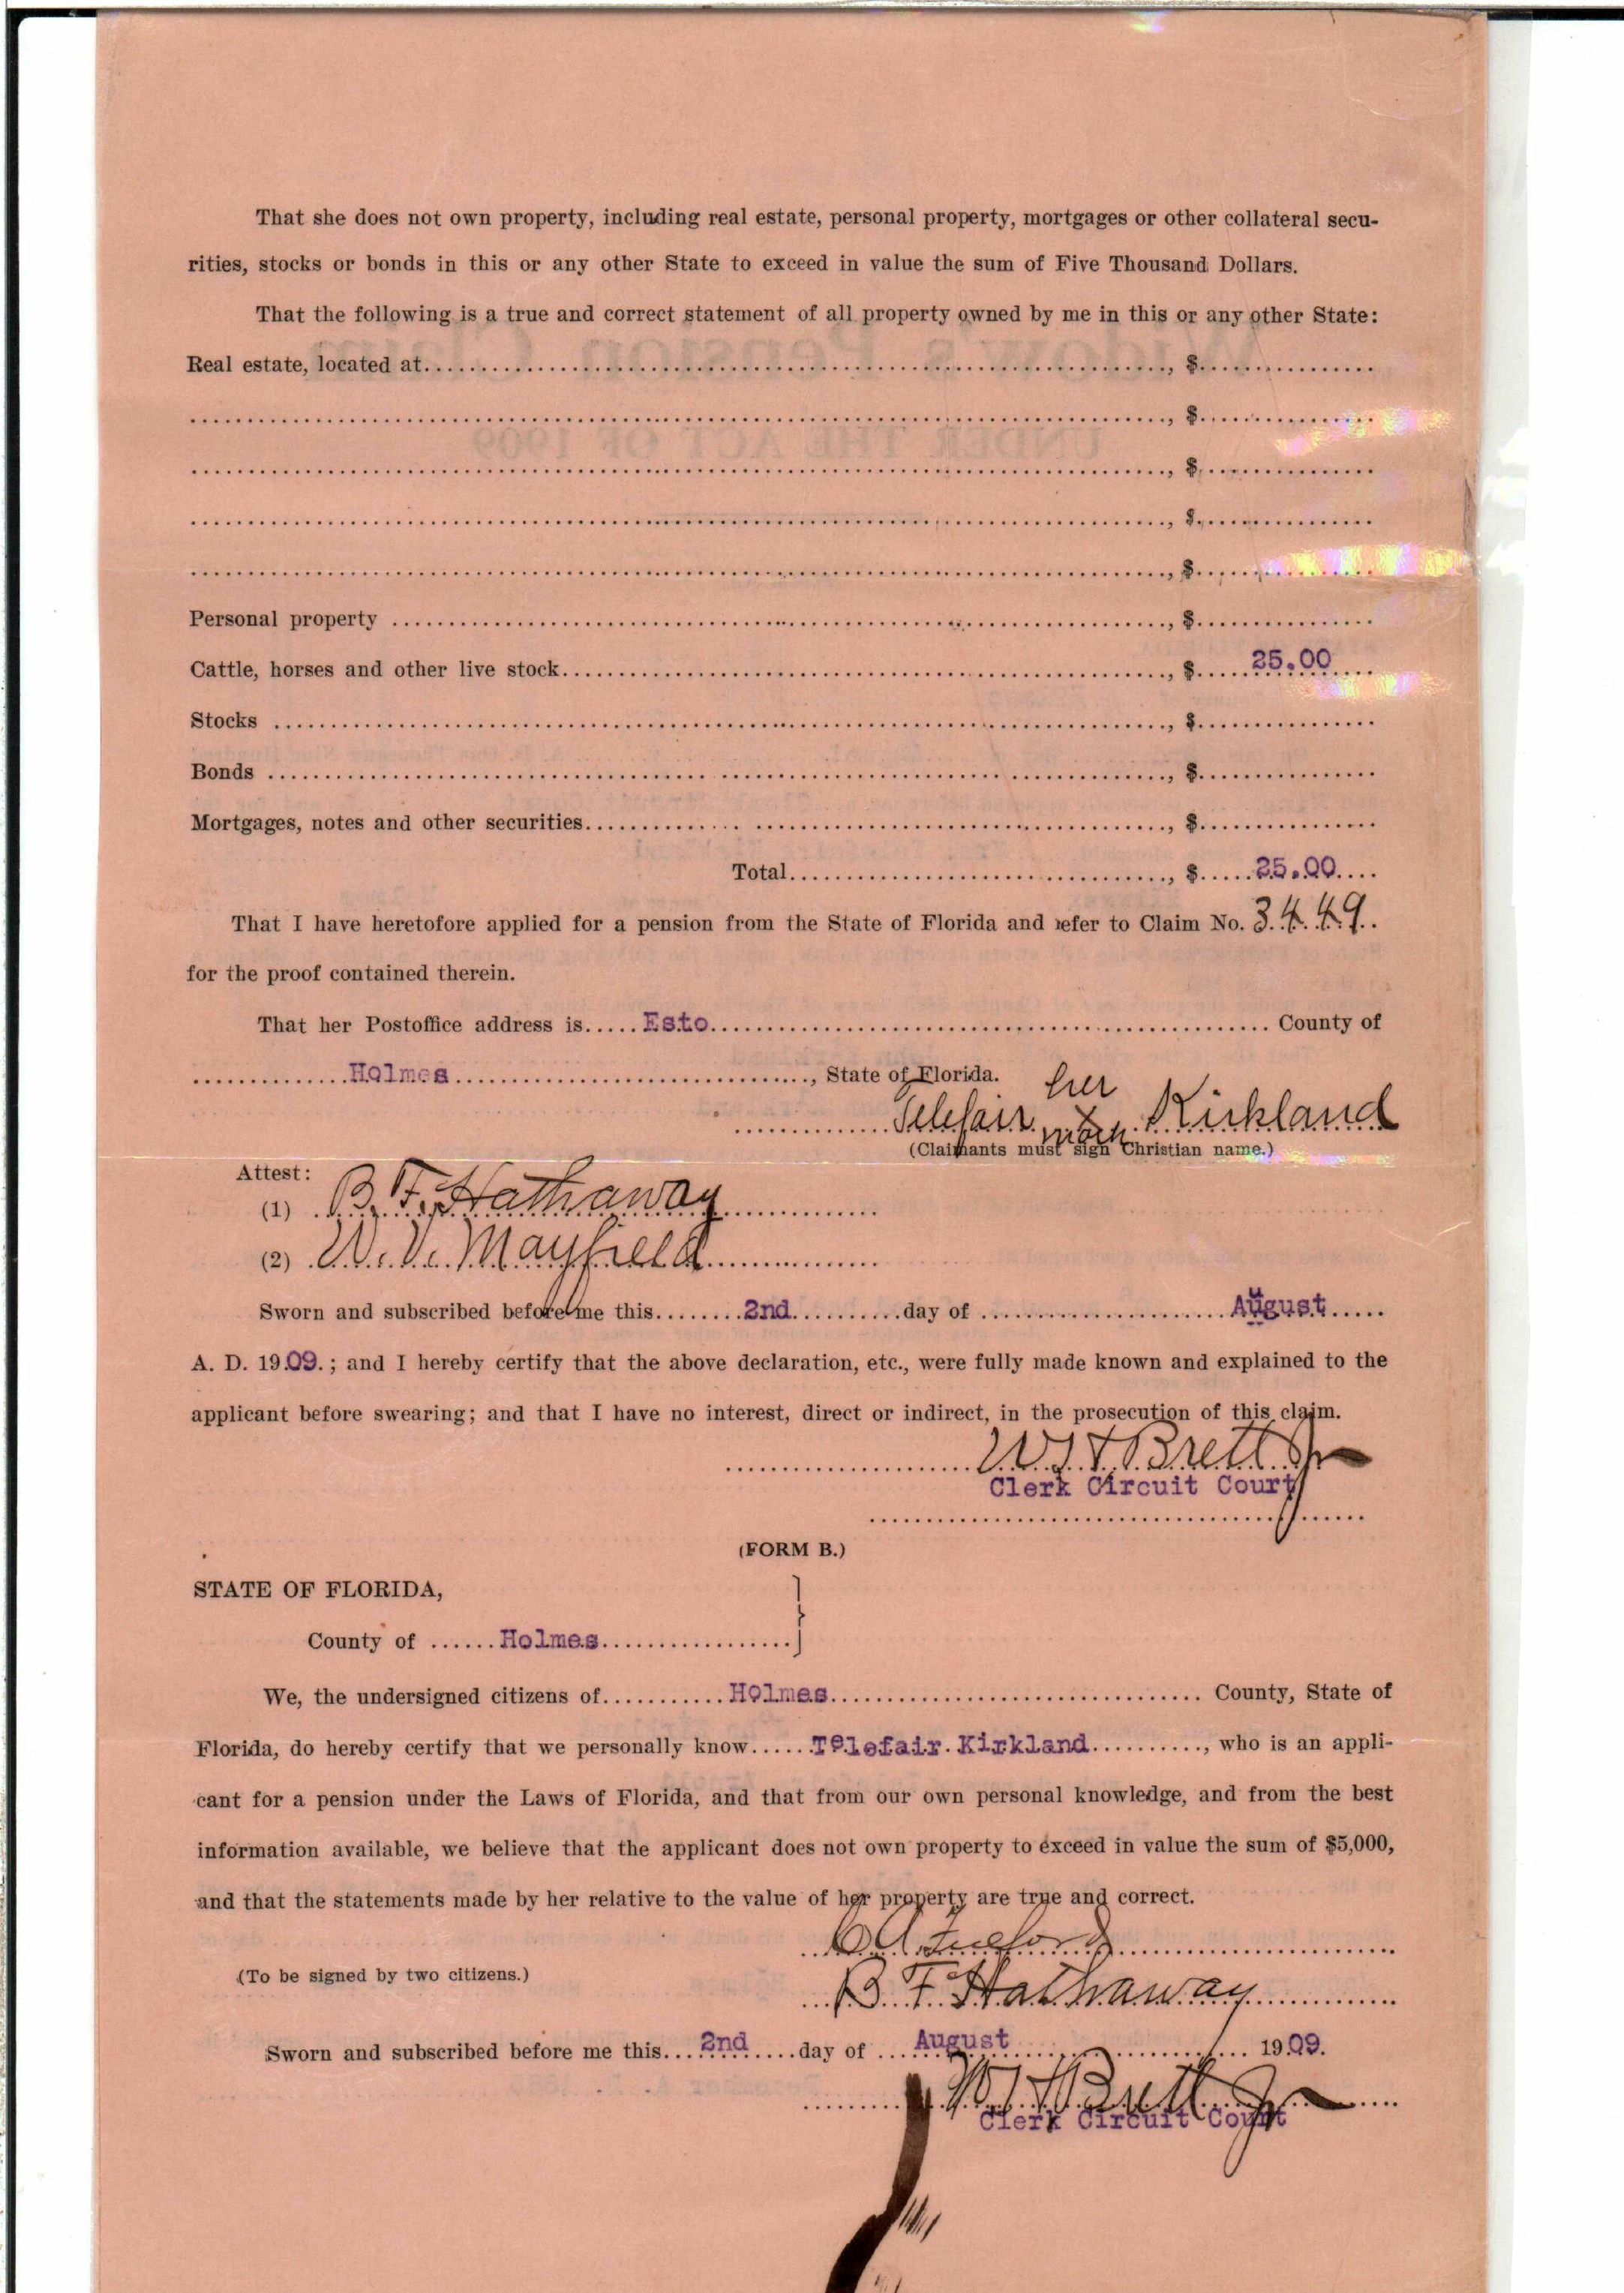 That she does not own property, including real estate, personal property, mortgages or other collateral secu-
rities, stocks or bonds in this or any other State to exceed in value the sum of Five Thousand Dollars.
That the following is a true and correct statement of all property owned by me in this or any other State:
Real estate, located at..........................................., $................
..........................................., $................
..........................................., $................
..........................................., $................
..........................................., $................
Personal property ..........................................., $................
Cattle, horses and other live stock..........................................., $.....25.00....
Stocks ..........................................., $................
Bonds ..........................................., $................
Mortgages, notes and other securities..........................................., $................
Total..........................................., $.....25.00....
That I have heretofore applied for a pension from the State of Florida and refer to Claim No. 3449
for the proof contained therein.
That her Postoffice address is.....Esto........................................... County of
..............Holmes..............................., State of Florida.
her
Telefair X Kirkland
mark
(Claimants must sign Christian name.)
Attest:
(1) B. F. Hathaway
(2) W. V. Mayfield
Sworn and subscribed before me this........2nd..........day of ......................August.....
A. D. 1909.; and I hereby certify that the above declaration, etc., were fully made known and explained to the
applicant before swearing; and that I have no interest, direct or indirect, in the prosecution of this claim.
Brett Jr
Clerk Circuit Court
(FORM B.)
STATE OF FLORIDA,
County of ......Holmes.................
We, the undersigned citizens of...........Holmes................................. County, State of
Florida, do hereby certify that we personally know......Telefair Kirkland.........., who is an appli-
cant for a pension under the Laws of Florida, and that from our own personal knowledge, and from the best
information available, we believe that the applicant does not own property to exceed in value the sum of $5,000,
and that the statements made by her relative to the value of her property are true and correct.
(To be signed by two citizens.)
B. F. Hathaway
Sworn and subscribed before me this....2nd.....day of ....August..................... 1909.
Brett Jr
Clerk Circuit Court